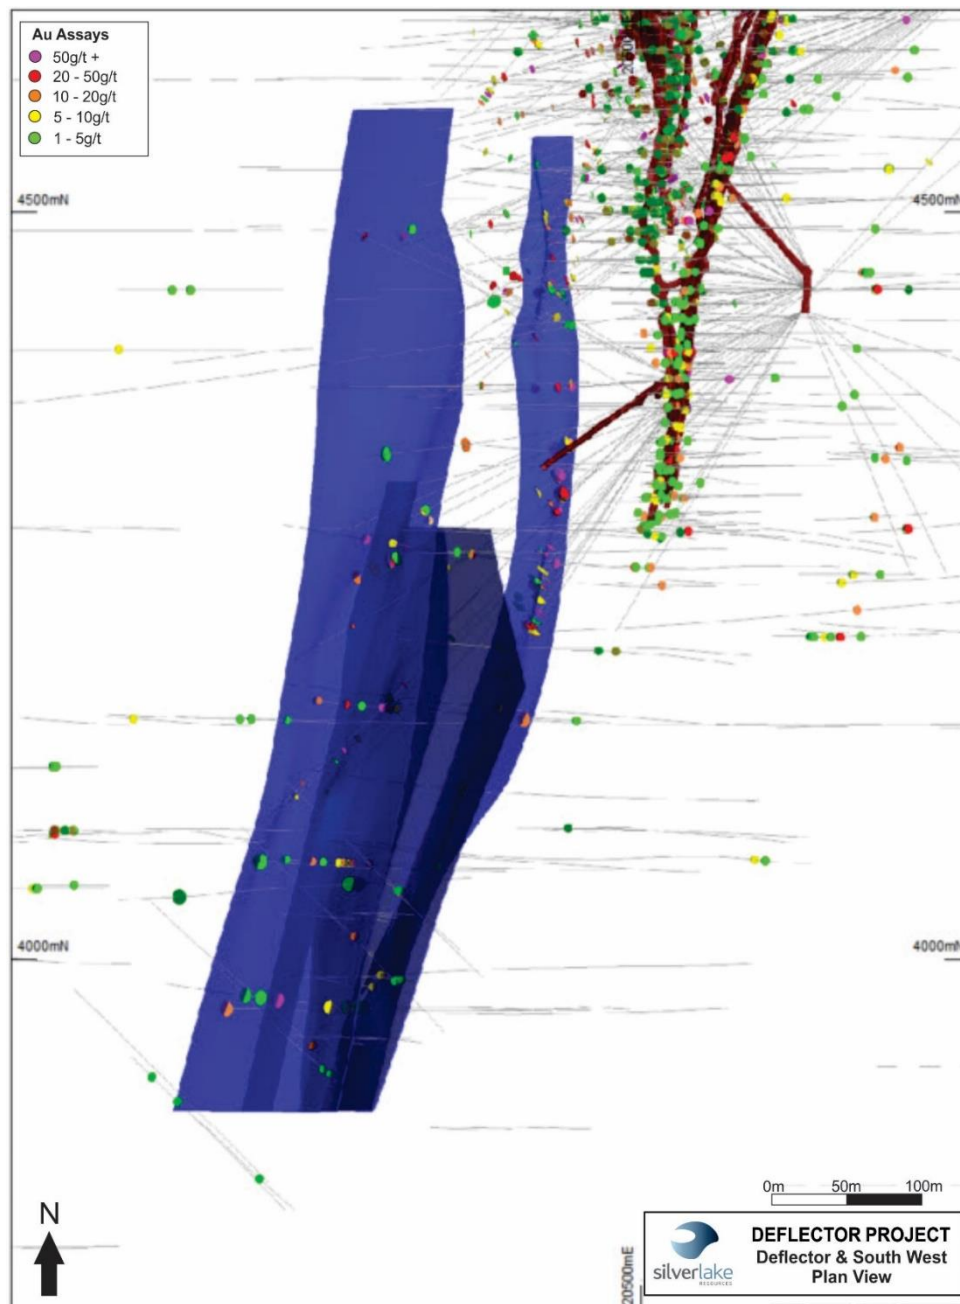 Au Assays
50g/t +
20 - 50g/t
10 - 20g/t
5 - 10g/t
1 - 5g/t
4500mN
4500mN
4000mN
4000mN
N
0m 50m 100m
20500mE
silverlake
RESOURCES
DEFLECTOR PROJECT
Deflector & South West
Plan View